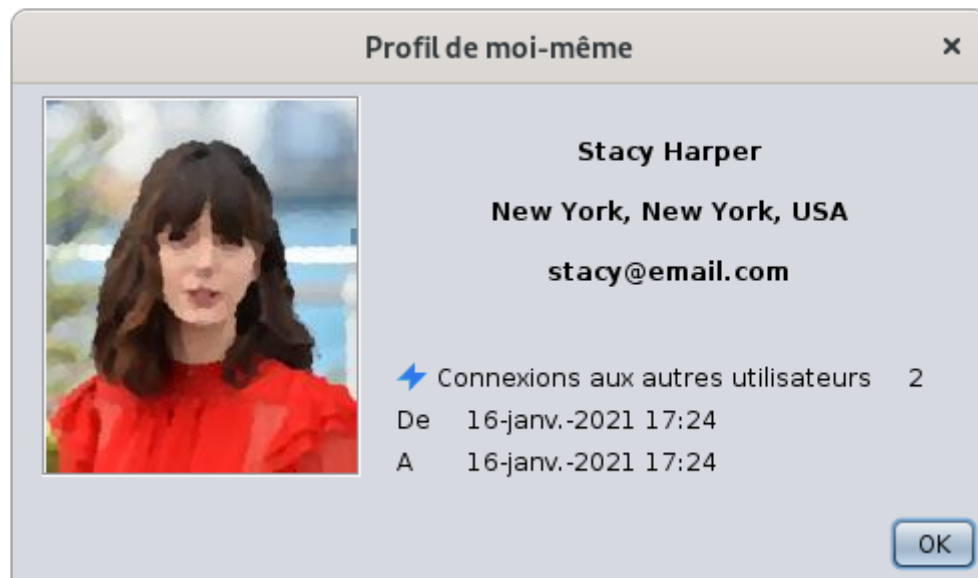 Profil de moi-même
Stacy Harper
New York, New York, USA
stacy@email.com
Connexions aux autres utilisateurs 2
De 16-janv.-2021 17:24
A 16-janv.-2021 17:24
OK